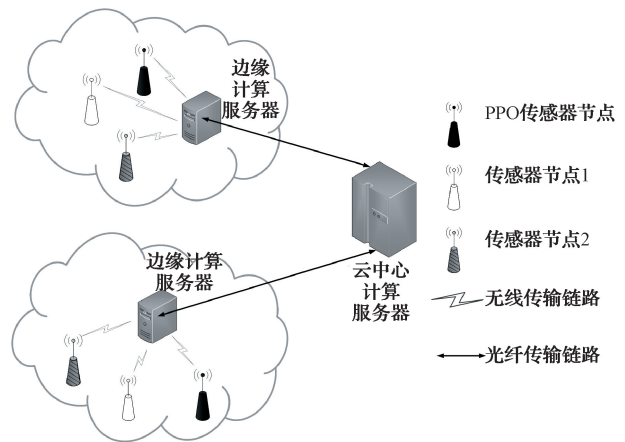 边缘
计算
服务器
PPO传感器节点
传感器节点1
传感器节点2
边缘计算
服务器
云中心
计算
服务器
无线传输链路
光纤传输链路